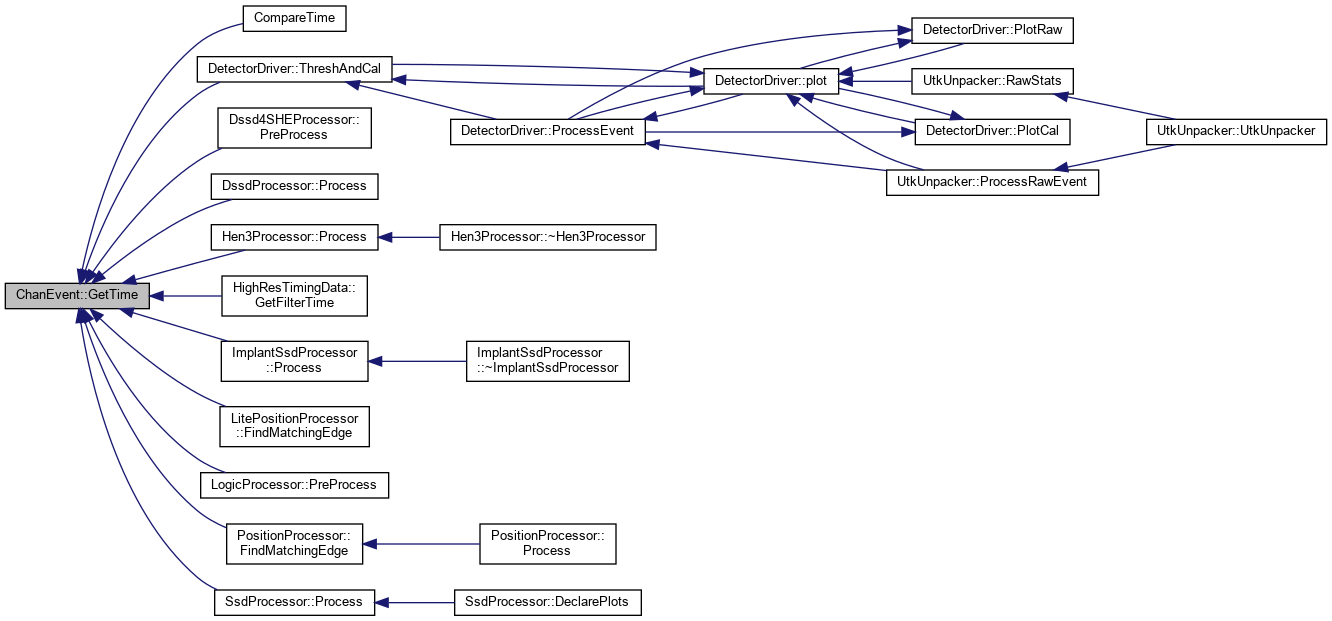 CompareTime
DetectorDriver::PlotRaw
DetectorDriver::ThreshAndCal
DetectorDriver::plot
UtkUnpacker::RawStats
Dssd4SHEProcessor::
PreProcess
DetectorDriver::ProcessEvent
DetectorDriver::PlotCal
UtkUnpacker::UtkUnpacker
DssdProcessor::Process
UtkUnpacker::ProcessRawEvent
Hen3Processor::Process
Hen3Processor::~Hen3Processor
ChanEvent::GetTime
HighResTimingData::
GetFilterTime
ImplantSsdProcessor
::Process
ImplantSsdProcessor
::~ImplantSsdProcessor
LitePositionProcessor
::FindMatchingEdge
LogicProcessor::PreProcess
PositionProcessor::
FindMatchingEdge
PositionProcessor::
Process
SsdProcessor::Process
SsdProcessor::DeclarePlots